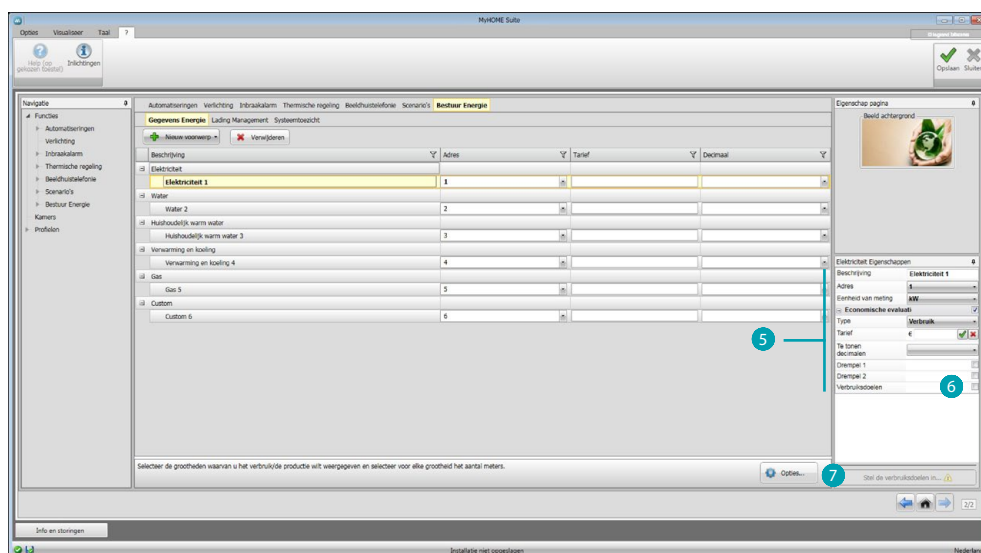 MyHOME Suite
Opties Visualiseer Taal ?
Help (op gekozen toestel)
Inlichtingen
Opslaan Sluiten
Navigatie
Functies
Automatiseringen
Verlichting
Inbraakalarm
Thermische regeling
Beeldhuistelefonie
Scenario's
Bestuur Energie
Kamers
Profielen
Automatiseringen Verlichting Inbraakalarm Thermische regeling Beeldhuistelefonie Scenario's Bestuur Energie
Gegevens Energie Lading Management Systeemtoezicht
Nieuw voorwerp Verwijderen
Beschrijving Adres Tarief Decimaal
Elektriciteit
Elektriciteit 1 1
Water
Water 2 2
Huishoudelijk warm water
Huishoudelijk warm water 3 3
Verwarming en koeling
Verwarming en koeling 4 4
Gas
Gas 5 5
Custom
Custom 6 6
Selecteer de grootheden waarvan u het verbruik/de productie wilt weergegeven en selecteer voor elke grootheid het aantal meters.
Opties...
Eigenschap pagina
Beeld achtergrond
Elektriciteit Eigenschappen
Beschrijving Elektriciteit 1
Adres 1
Eenheid van meting kW
Economische evaluati
Type Verbruik
Tarief €
Te tonen decimalen
Drempel 1
Drempel 2
Verbruiksdoelen
5
6
7
Stel de verbruiksdoelen in...
2/2
Info en storingen
Installatie niet opgeslagen
Nederlan